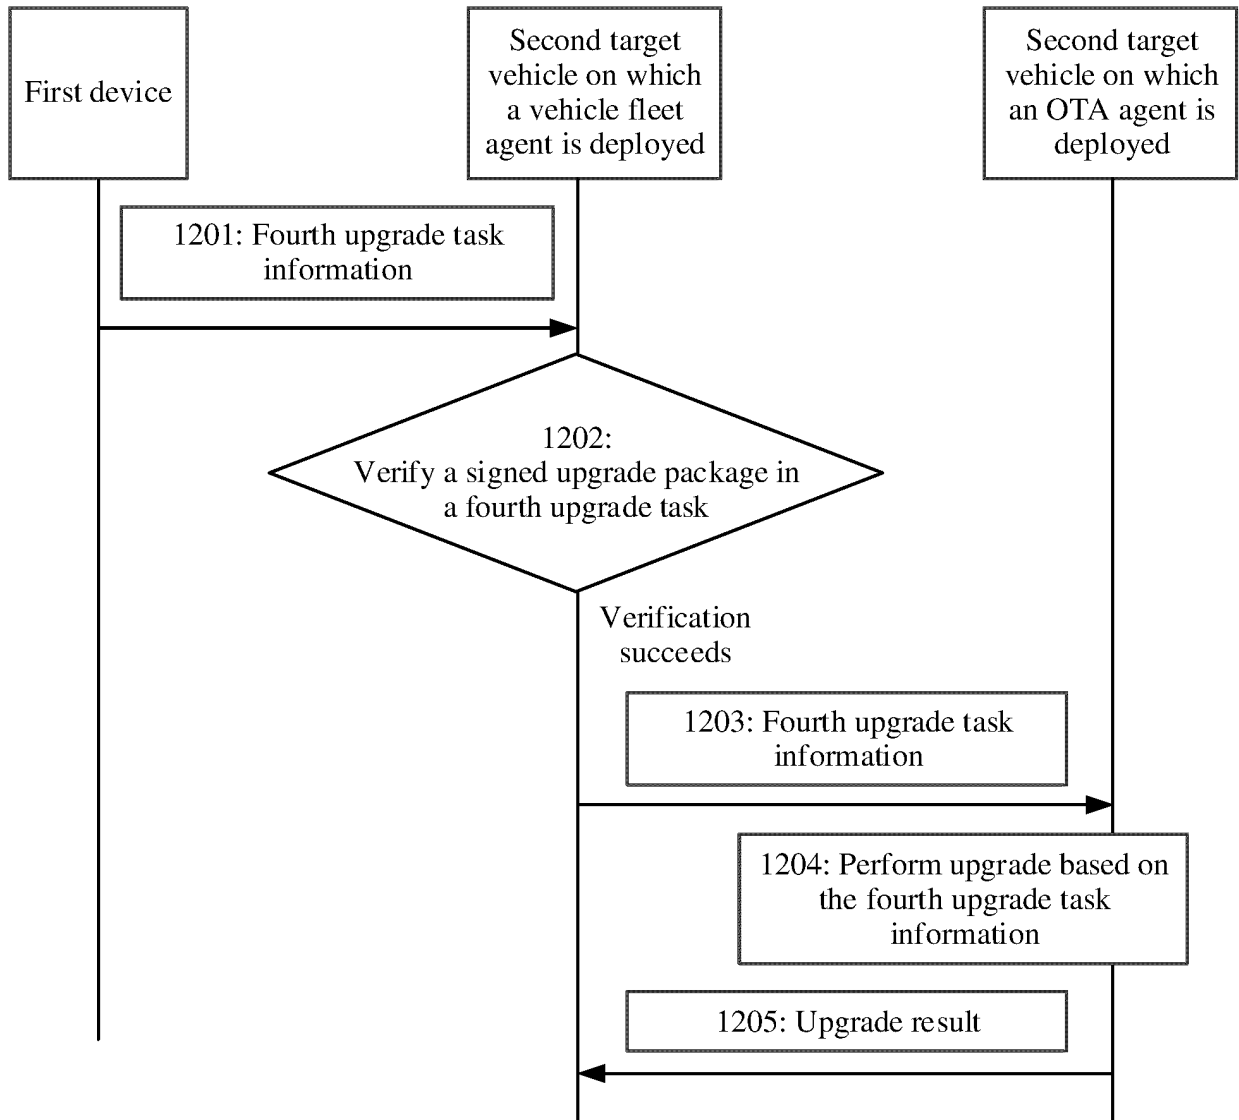 First device
Second target
vehicle on which
a vehicle fleet
agent is deployed
Second target
vehicle on which
an OTA agent is
deployed
1201: Fourth upgrade task
information
1202:
Verify a signed upgrade package in
a fourth upgrade task
Verification
succeeds
1203: Fourth upgrade task
information
1204: Perform upgrade based on
the fourth upgrade task
information
1205: Upgrade result